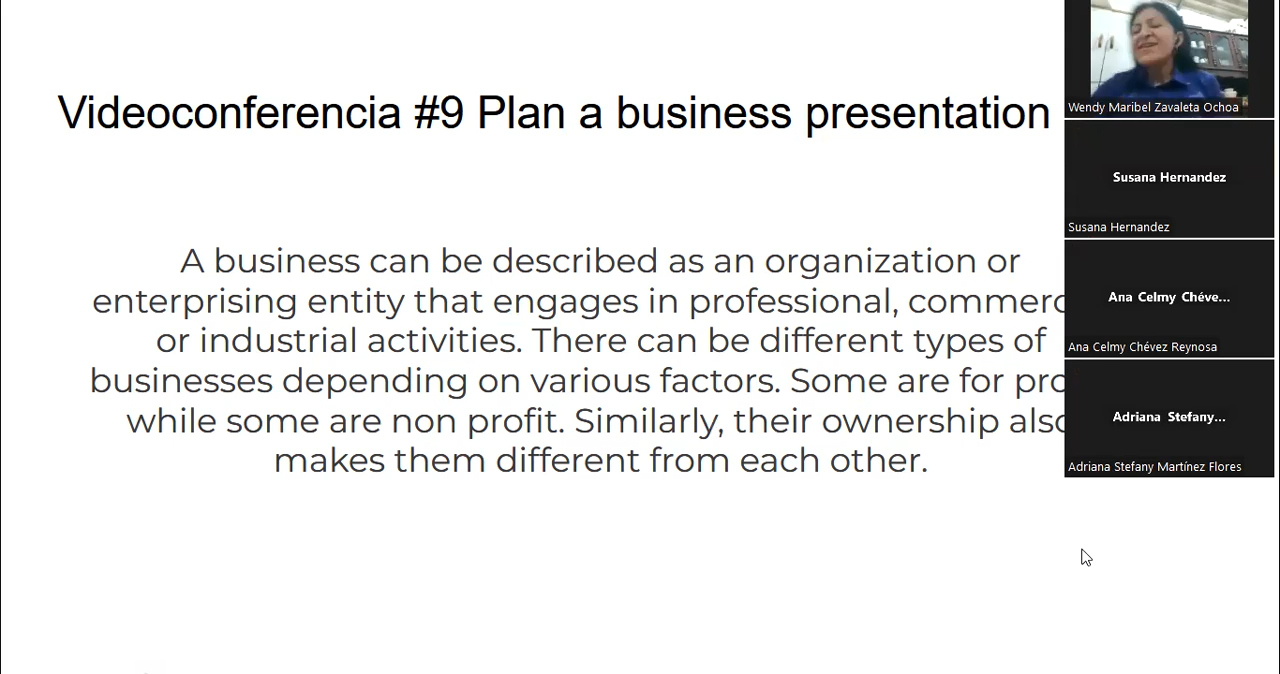 Videoconferencia #9 Plan a business presentation
A business can be described as an organization or
enterprising entity that engages in professional,
or industrial activities. There can be different types of
businesses depending on various factors. Some are for
while some are non profit. Similarly, their ownership
makes them different from each other.
Wendy Maribel Zavaleta Ochoa
Susana Hernandez
Susana Hernandez
Ana Celmy Chéve...
Ana Celmy Chévez Reynosa
Adriana Stefany...
Adriana Stefany Martínez Flores